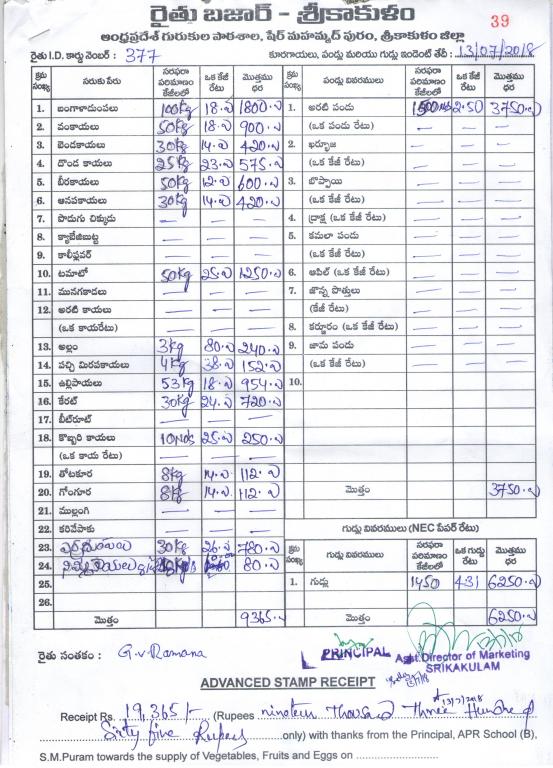 రైతు బజార్ - శ్రీకాకుళం
39
ఆంధ్రప్రదేశ్ గురుకుల పాఠశాల, షేర్ మహమ్మద్ పురం, శ్రీకాకుళం జిల్లా
రైతు I.D. కార్డు నెంబర్ : 377 కూరగాయలు, పండ్లు మరియు గుడ్లు ఇండెంట్ తేది : 13/07/2018
క్రమ సంఖ్య సరుకు పేరు సరఫరా పరిమాణం కేజీలలో ఒక కేజీ రేటు మొత్తము ధర పండ్లు వివరములు సరఫరా పరిమాణం కేజీలలో ఒక కేజీ రేటు మొత్తము ధర
1. బంగాళాదుంపలు 100kg 18.00 1800.00 1. అరటి పండు 1500Nos 2.50 3750.00
2. వంకాయలు 50kg 18.00 900.00 (ఒక పండు రేటు) — — —
3. బెండకాయలు 30kg 14.00 420.00 2. ఖర్భూజ — — —
4. దొండ కాయలు 25kg 23.00 575.00 (ఒక కేజీ రేటు) — — —
5. బీరకాయలు 50kg 12.00 600.00 3. బొప్పాయి — — —
6. ఆనపకాయలు 30kg 14.00 420.00 (ఒక కేజీ రేటు) — — —
7. పొడుగు చిక్కుడు — — — 4. ద్రాక్ష (ఒక కేజీ రేటు) — — —
8. క్యాబేజిబుట్ట — — — 5. కమలా పండు — — —
9. కాలీఫ్లవర్ — — — (ఒక కేజీ రేటు) — — —
10. టమాటో 50kg 25.00 1250.00 6. ఆపిల్ (ఒక కేజీ రేటు) — — —
11. మునగకాడలు — — — 7. జొన్న పొత్తులు — — —
12. అరటి కాయలు — — — (కేజీ రేటు) — — —
(ఒక కాయరేటు) — — — 8. కర్జూరం (ఒక కేజీ రేటు) — — —
13. అల్లం 3kg 80.00 240.00 9. జామ పండు — — —
14. పచ్చి మిరపకాయలు 4kg 38.00 152.00 (ఒక కేజీ రేటు) — — —
15. ఉల్లిపాయలు 53kg 18.00 954.00 10.
16. కేరట్ 30kg 24.00 720.00
17. బీట్‌రూట్ — — —
18. కొబ్బరి కాయలు 10Nos 25.00 250.00
(ఒక కాయ రేటు) — — —
19. తోటకూర 8kg 14.00 112.00
20. గోంగూర 8kg 14.00 112.00 మొత్తం 3750.00
21. ముల్లంగి — — —
22. కరివేపాకు — — — గుడ్లు వివరములు (NEC పేపర్ రేటు)
23. 30kg 26.00 780.00 క్రమ సంఖ్య గుడ్లు వివరములు సరఫరా పరిమాణం కేజీలలో ఒక గుడ్లు రేటు మొత్తము ధర
24. 80.00
25. 1. గుడ్లు 1450 431 6250.00
26.
మొత్తం 9365.00 మొత్తం 6250.00
రైతు సంతకం : G.V. Ramana
PRINCIPAL Asst. Director of Marketing
SRIKAKULAM
ADVANCED STAMP RECEIPT
13/7/2018
Receipt Rs. 19,365/- (Rupees nineteen Thousand Three Hundred
Sixty five Rupees only) with thanks from the Principal, APR School (B),
S.M.Puram towards the supply of Vegetables, Fruits and Eggs on